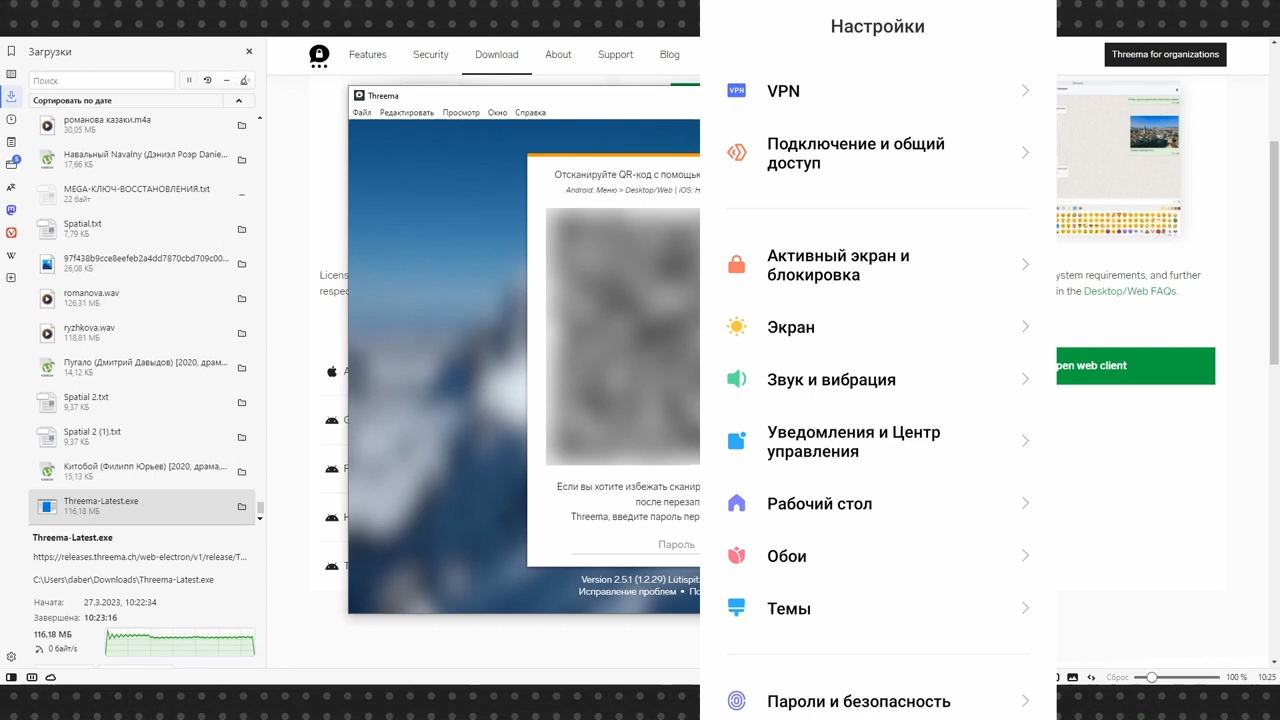 Загрузки
Поиск
Сортировать по дате
романова казаки.m4a
30,05 МБ
Навальный Navalny (Дэниэл Роэр Danie...
17,66 КБ
MEGA-КЛЮЧ-ВОССТАНОВЛЕНИЯ.txt
22 байт
Spatial.txt
7,79 КБ
97f438b9cce8eefeb2a4dd7870cbd709c00...
26,08 КБ
romanova.wav
126,31 МБ
ryzhkova.wav
118,81 МБ
Пугало (Дмитрий Давыдов) [2020, драм...
14,12 КБ
Spatial 2.txt
9,37 КБ
Spatial 2 (1).txt
9,37 КБ
Китобой (Филипп Юрьев) [2020, драма,...
15,13 КБ
Threema-Latest.exe
116,18 МБ
Threema-Latest.exe
https://releases.threema.ch/web-electron/v1/release/T...
C:\Users\daber\Downloads\Threema-Latest.exe
Начата: 27.3.2023, 10:22:34
Завершена: 10:23:16
116,18 МБ
0 байт/s
Features Security Download About Support Blog
Threema for organizations
Threema
Файл Редактировать Просмотр Окно Справка
Отсканируйте QR-код с помощью
Android: Меню > Desktop/Web | iOS:
Если вы хотите избежать сканир
после перезап
Threema, введите пароль пер
Пароль
Version 2.5.1 (1.2.29) Lütispit
Исправление проблем •
Licens
respec
ystem requirements, and further
in the Desktop/Web FAQs.
pen web client
Настройки
VPN
VPN
Подключение и общий
доступ
Активный экран и
блокировка
Экран
Звук и вибрация
Уведомления и Центр
управления
Рабочий стол
Обои
Темы
Пароли и безопасность
Сброс 100 % 10:25